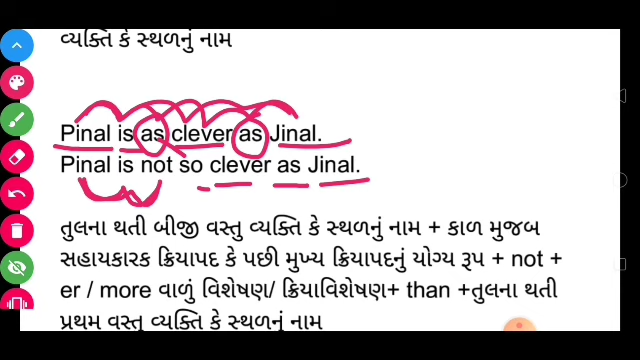 વ્યક્તિ કે સ્થળનું નામ
Pinal is as clever as Jinal.
Pinal is not so clever as Jinal.
તુલના થતી બીજી વસ્તુ વ્યક્તિ કે સ્થળનું નામ + કાળ મુજબ
સહાયકારક ક્રિયાપદ કે પછી મુખ્ય ક્રિયાપદનું યોગ્ય રૂપ + not +
er / more વાળું વિશેષણ/ ક્રિયાવિશેષણ+ than +તુલના થતી
પ્રથમ વસ્તુ વ્યક્તિ કે સ્થળનું નામ